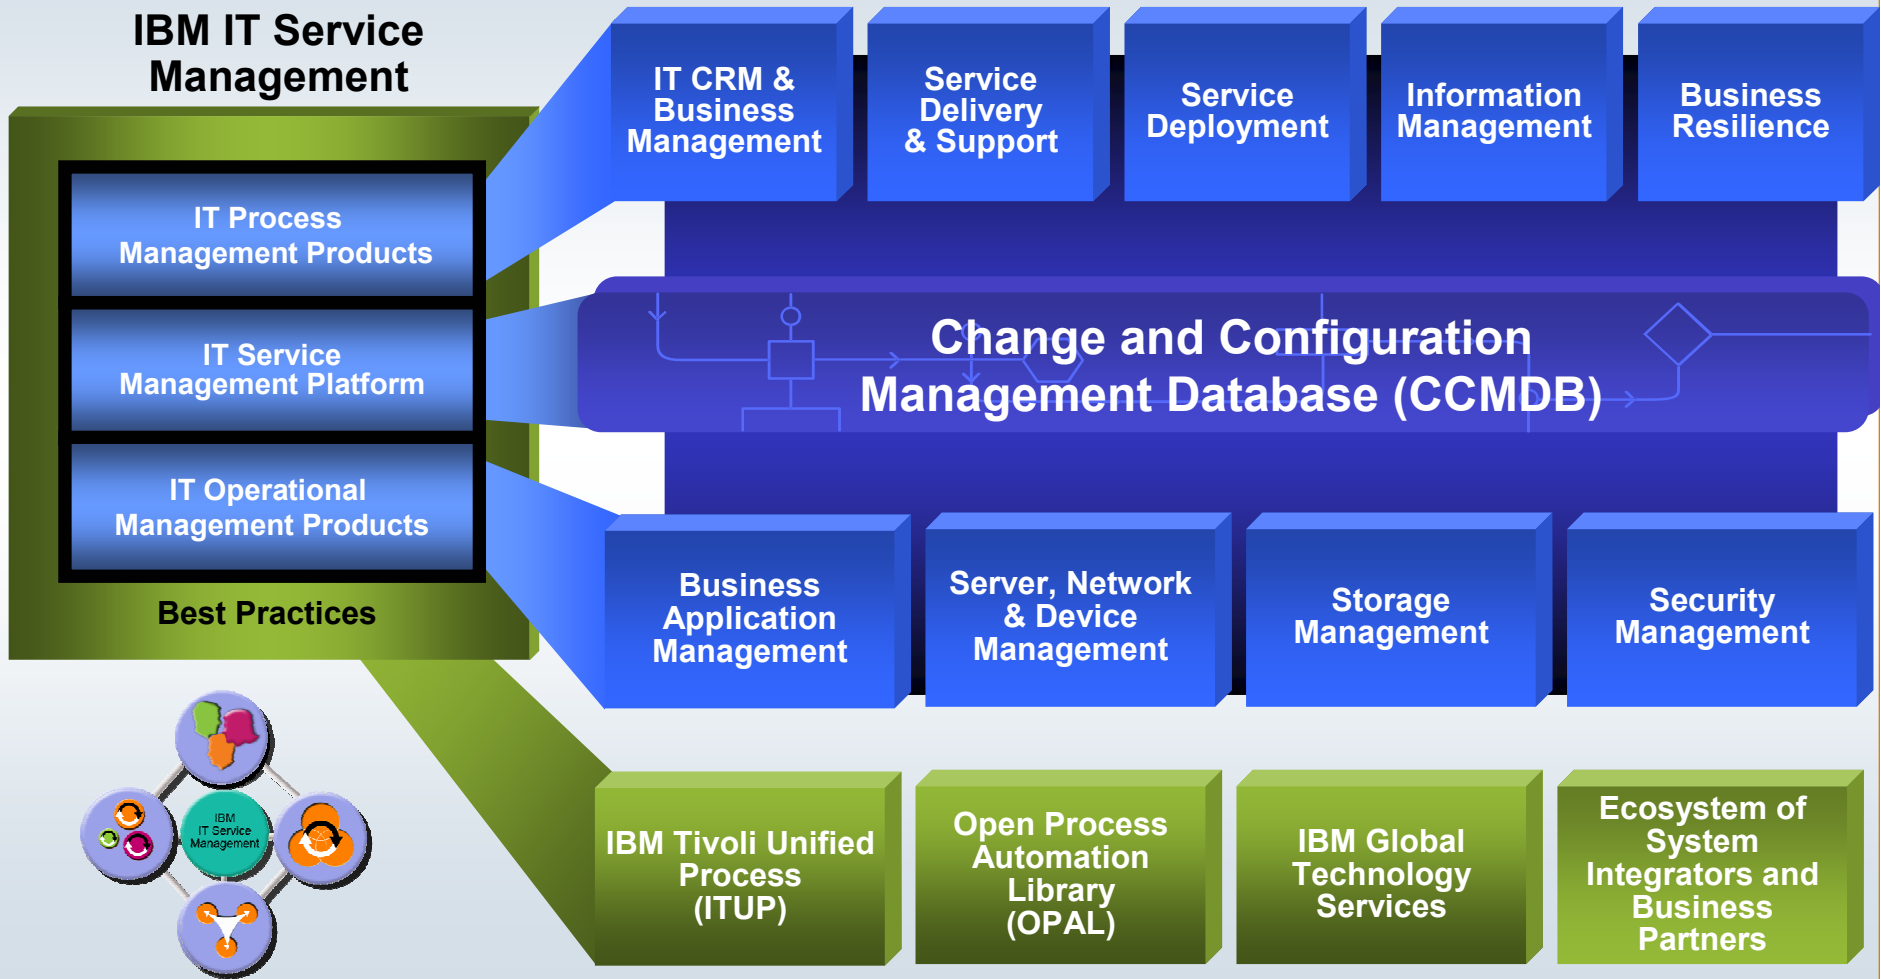 IBM IT Service
Management
IT Process
Management Products
IT Service
Management Platform
IT Operational
Management Products
Best Practices
IT CRM &
Business
Management
Service
Delivery
& Support
Service
Deployment
Information
Management
Business
Resilience
Change and Configuration
Management Database (CCMDB)
Business
Application
Management
Server, Network
& Device
Management
Storage
Management
Security
Management
IBM
IT Service
Management
IBM Tivoli Unified
Process
(ITUP)
Open Process
Automation
Library
(OPAL)
IBM Global
Technology
Services
Ecosystem of
System
Integrators and
Business
Partners